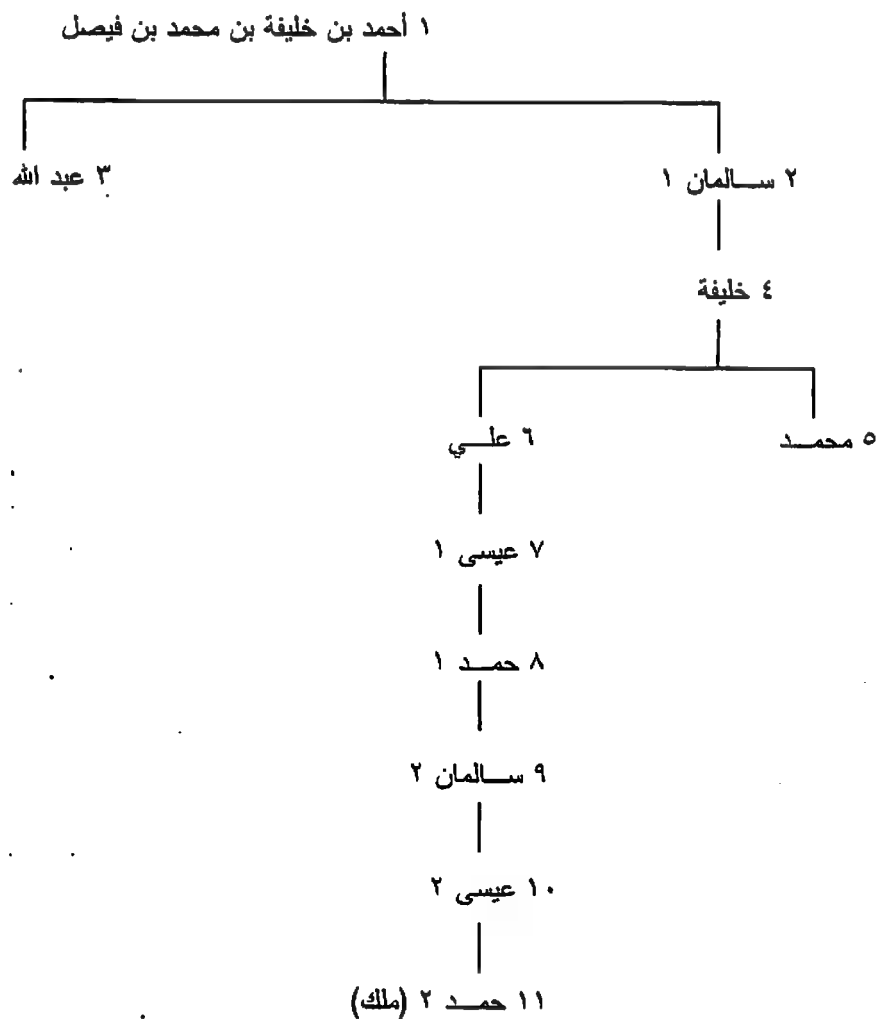 ١ أحمد بن خليفة بن محمد بن فيصل
٢ سالمان ١
٣ عبد الله
٤ خليفة
٥ محمد
٦ علي
٧ عيسى ١
٨ حمد ١
٩ سالمان ٢
١٠ عيسى ٢
١١ حمد ٢ (ملك)